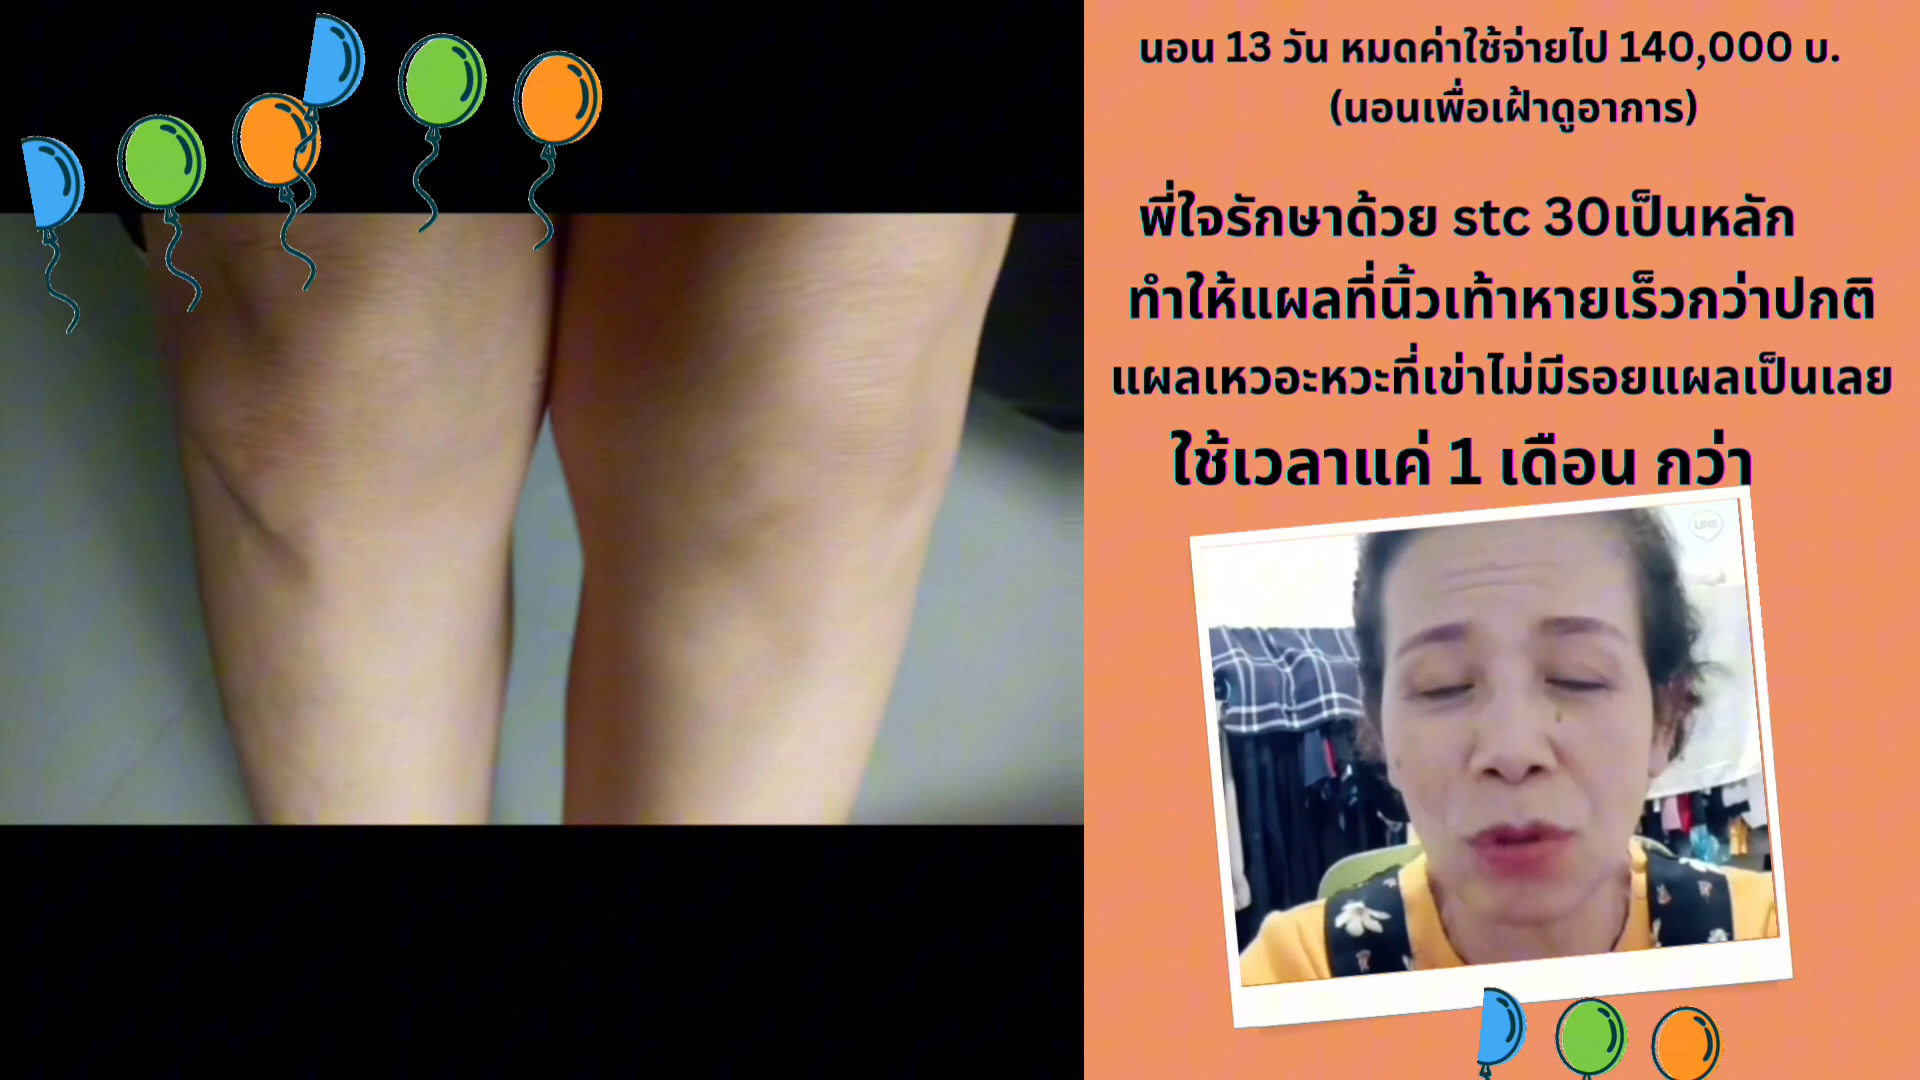 นอน 13 วัน หมดค่าใช้จ่ายไป 140,000 บ.
(นอนเพื่อเฝ้าดูอาการ)
พี่ใจรักษาด้วย stc 30เป็นหลัก
ทำให้แผลที่นิ้วเท้าหายเร็วกว่าปกติ
แผลเหวอะหวะที่เข่าไม่มีรอยแผลเป็นเลย
ใช้เวลาแค่ 1 เดือน กว่า
LINE